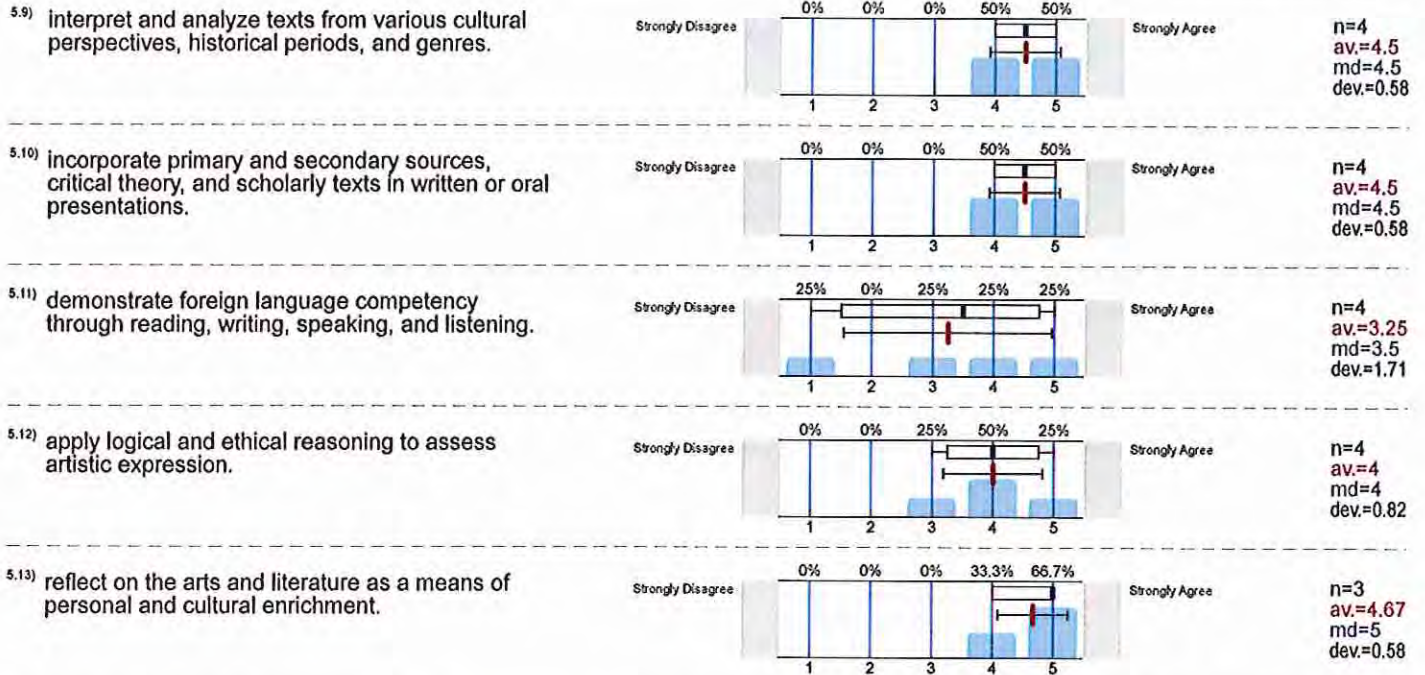 5.9) interpret and analyze texts from various cultural
perspectives, historical periods, and genres.
Strongly Disagree
0% 0% 0% 50% 50%
1 2 3 4 5
Strongly Agree
n=4
av.=4.5
md=4.5
dev.=0.58
5.10) incorporate primary and secondary sources,
critical theory, and scholarly texts in written or oral
presentations.
Strongly Disagree
0% 0% 0% 50% 50%
1 2 3 4 5
Strongly Agree
n=4
av.=4.5
md=4.5
dev.=0.58
5.11) demonstrate foreign language competency
through reading, writing, speaking, and listening.
Strongly Disagree
25% 0% 25% 25% 25%
1 2 3 4 5
Strongly Agree
n=4
av.=3.25
md=3.5
dev.=1.71
5.12) apply logical and ethical reasoning to assess
artistic expression.
Strongly Disagree
0% 0% 25% 50% 25%
1 2 3 4 5
Strongly Agree
n=4
av.=4
md=4
dev.=0.82
5.13) reflect on the arts and literature as a means of
personal and cultural enrichment.
Strongly Disagree
0% 0% 0% 33.3% 66.7%
1 2 3 4 5
Strongly Agree
n=3
av.=4.67
md=5
dev.=0.58